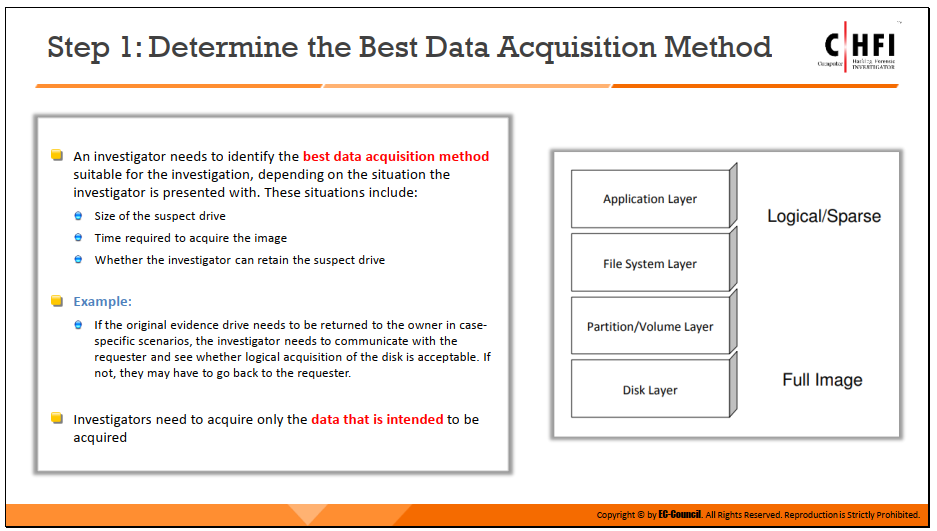 Step 1: Determine the Best Data Acquisition Method
C HFI
Computer Hacking Forensic
INVESTIGATOR
An investigator needs to identify the best data acquisition method
suitable for the investigation, depending on the situation the
investigator is presented with. These situations include:
Size of the suspect drive
Time required to acquire the image
Whether the investigator can retain the suspect drive
Example:
If the original evidence drive needs to be returned to the owner in case-
specific scenarios, the investigator needs to communicate with the
requester and see whether logical acquisition of the disk is acceptable. If
not, they may have to go back to the requester.
Investigators need to acquire only the data that is intended to be
acquired
Application Layer
Logical/Sparse
File System Layer
Partition/Volume Layer
Disk Layer
Full Image
Copyright © by EC-Council. All Rights Reserved. Reproduction is Strictly Prohibited.